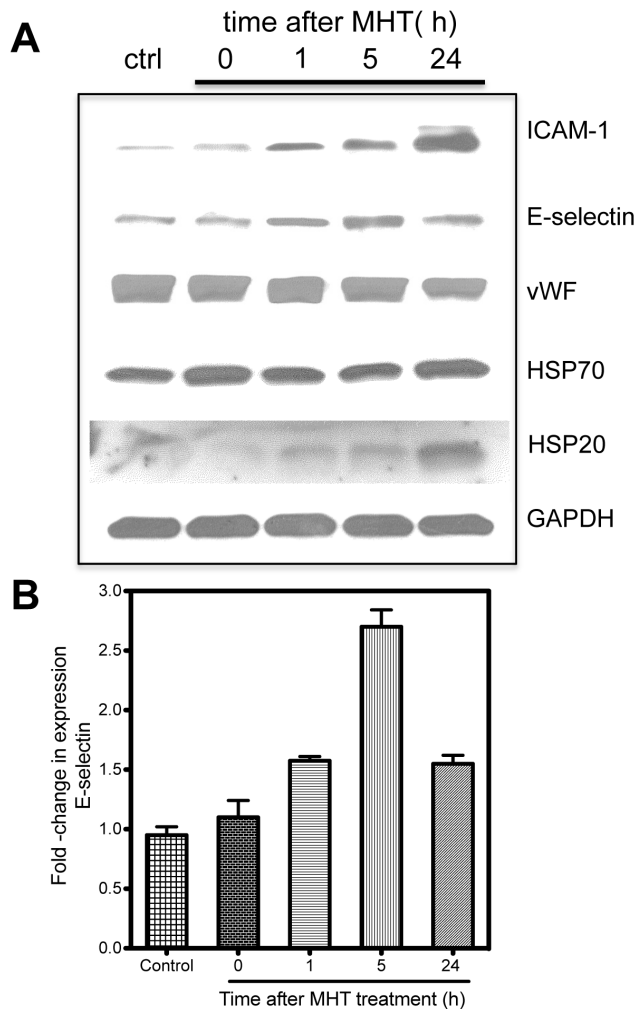 A
time after MHT( h)
ctrl 0 1 5 24
ICAM-1
E-selectin
vWF
HSP70
HSP20
GAPDH
B
Fold -change in expression
E-selectin
3.0
2.5
2.0
1.5
1.0
0.5
0.0
Control 0 1 5 24
Time after MHT treatment (h)